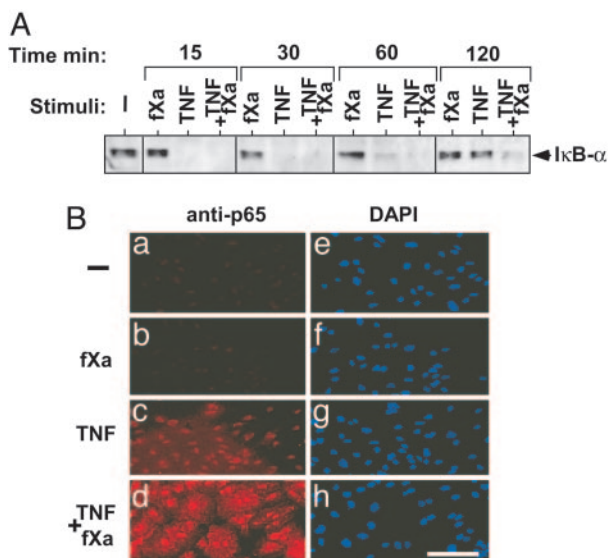 A
Time min: 15 30 60 120
Stimuli: – fXa TNF TNF +fXa fXa TNF TNF +fXa fXa TNF TNF +fXa fXa TNF TNF +fXa
IκB-α
B
anti-p65 DAPI
– a e
fXa b f
TNF c g
TNF + fXa d h